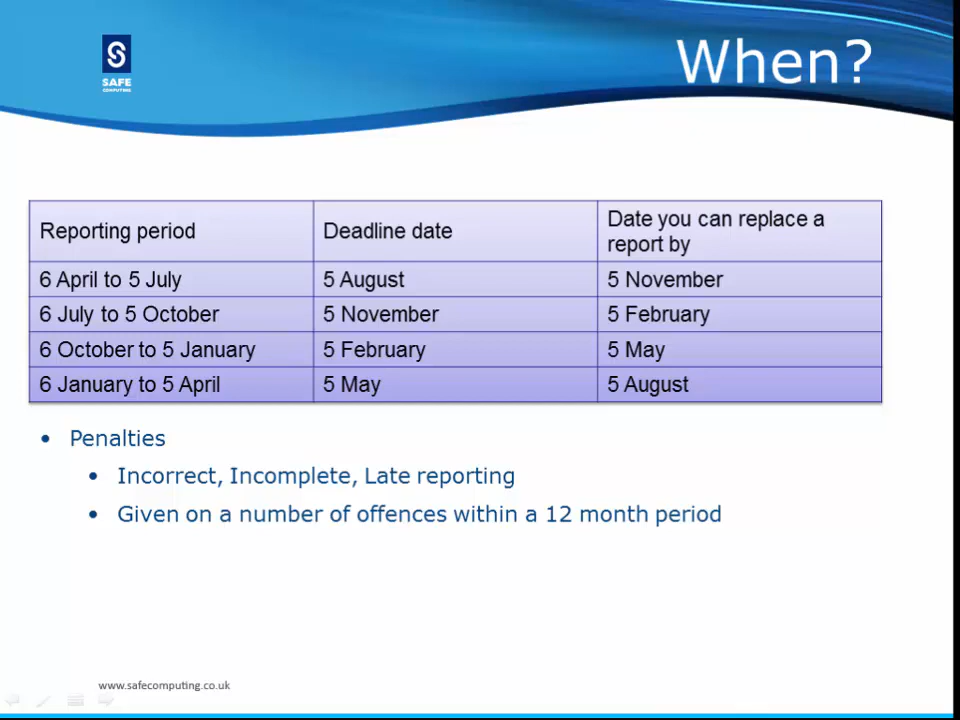 SAFE
COMPUTING
When?
Reporting period
Deadline date
Date you can replace a
report by
6 April to 5 July
5 August
5 November
6 July to 5 October
5 November
5 February
6 October to 5 January
5 February
5 May
6 January to 5 April
5 May
5 August
• Penalties
• Incorrect, Incomplete, Late reporting
• Given on a number of offences within a 12 month period
www.safecomputing.co.uk